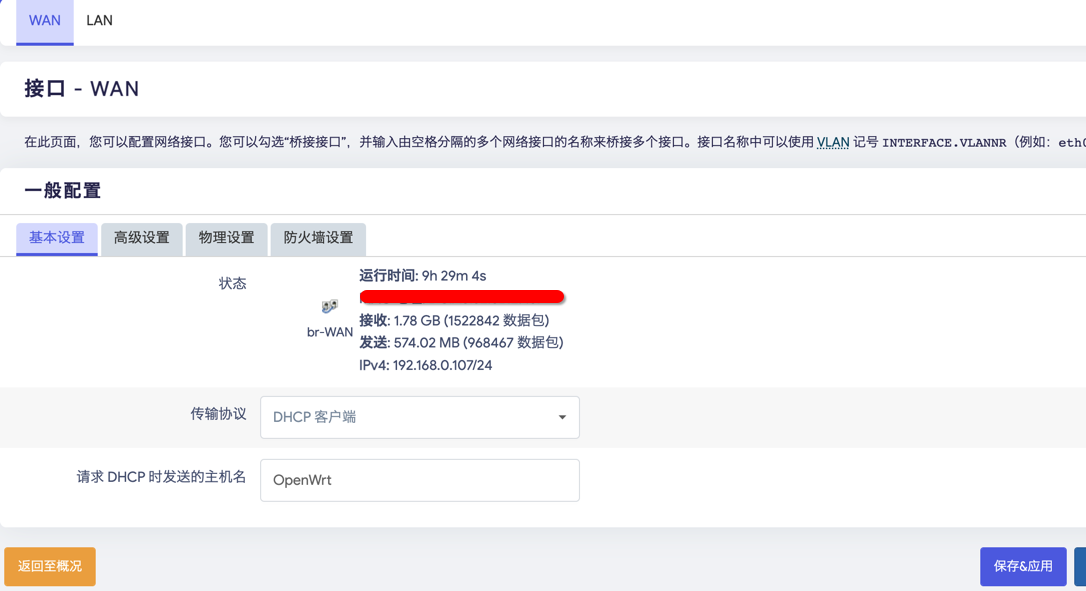 WAN LAN
接口 - WAN
在此页面，您可以配置网络接口。您可以勾选“桥接接口”，并输入由空格分隔的多个网络接口的名称来桥接多个接口。接口名称中可以使用 VLAN 记号 INTERFACE.VLANNR（例如：eth0
一般配置
基本设置 高级设置 物理设置 防火墙设置
状态
br-WAN
运行时间: 9h 29m 4s
接收: 1.78 GB (1522842 数据包)
发送: 574.02 MB (968467 数据包)
IPv4: 192.168.0.107/24
传输协议 DHCP 客户端
请求 DHCP 时发送的主机名 OpenWrt
返回至概况 保存&应用